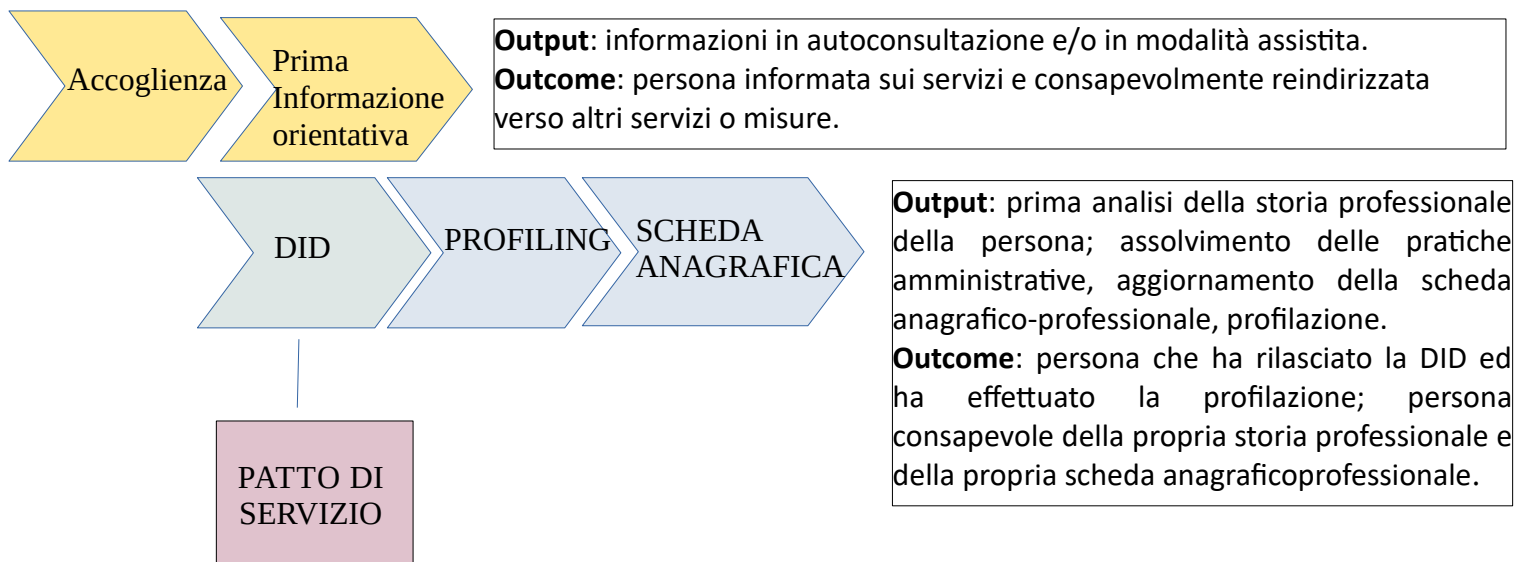 Accoglienza
Prima
Informazione
orientativa
Output: informazioni in autoconsultazione e/o in modalità assistita.
Outcome: persona informata sui servizi e consapevolmente reindirizzata
verso altri servizi o misure.
DID
PROFILING
SCHEDA
ANAGRAFICA
Output: prima analisi della storia professionale
della persona; assolvimento delle pratiche
amministrative, aggiornamento della scheda
anagrafico-professionale, profilazione.
Outcome: persona che ha rilasciato la DID ed
ha effettuato la profilazione; persona
consapevole della propria storia professionale e
della propria scheda anagraficoprofessionale.
PATTO DI
SERVIZIO